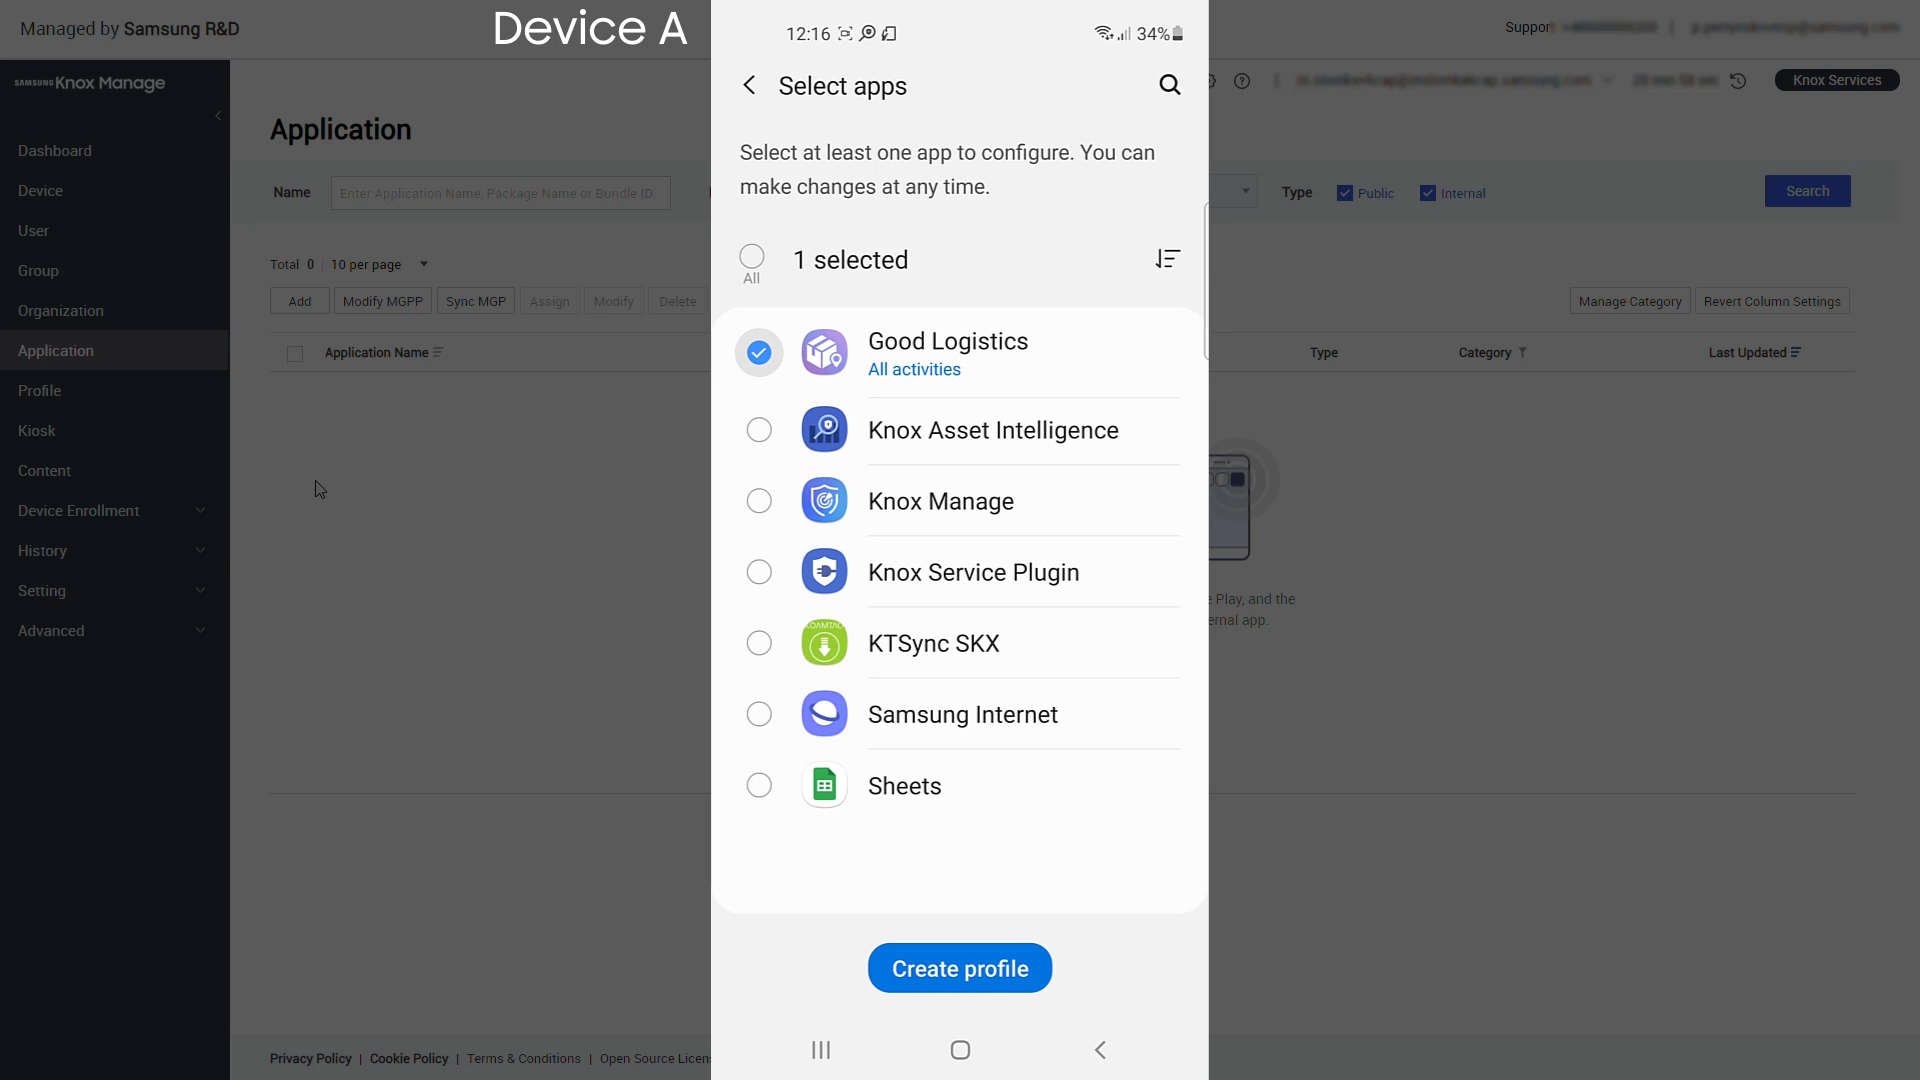 Managed by Samsung R&D
Device A
Support
SAMSUNG Knox Manage
Knox Services
Dashboard
Device
User
Group
Organization
Application
Profile
Kiosk
Content
Device Enrollment
History
Setting
Advanced
Application
Name
Enter Application Name, Package Name or Bundle ID.
Type
Public
Internal
Search
Total 0 | 10 per page
Add
Modify MGPP
Sync MGP
Assign
Modify
Delete
Manage Category
Revert Column Settings
Application Name
Type
Category
Last Updated
Play, and the
app.
Privacy Policy | Cookie Policy | Terms & Conditions | Open Source
12:16
34%
Select apps
Select at least one app to configure. You can
make changes at any time.
All
1 selected
Good Logistics
All activities
Knox Asset Intelligence
Knox Manage
Knox Service Plugin
KTSync SKX
Samsung Internet
Sheets
Create profile